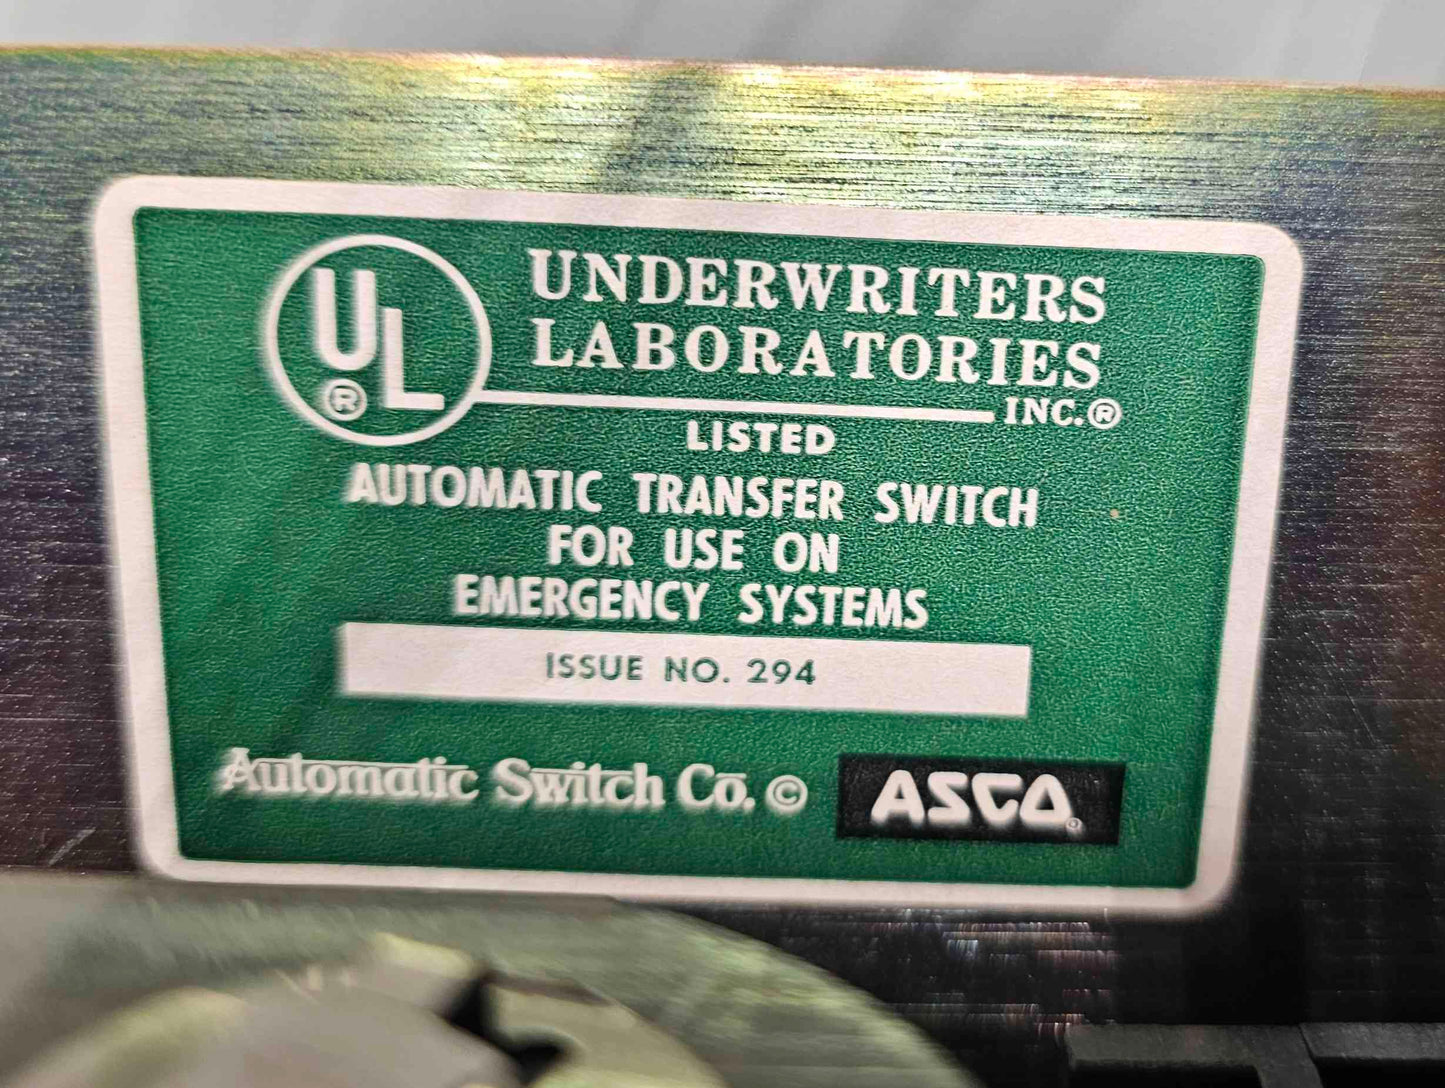 UL®
UNDERWRITERS
LABORATORIES
INC.®
LISTED
AUTOMATIC TRANSFER SWITCH
FOR USE ON
EMERGENCY SYSTEMS
ISSUE NO. 294
Automatic Switch Co. © ASCO®